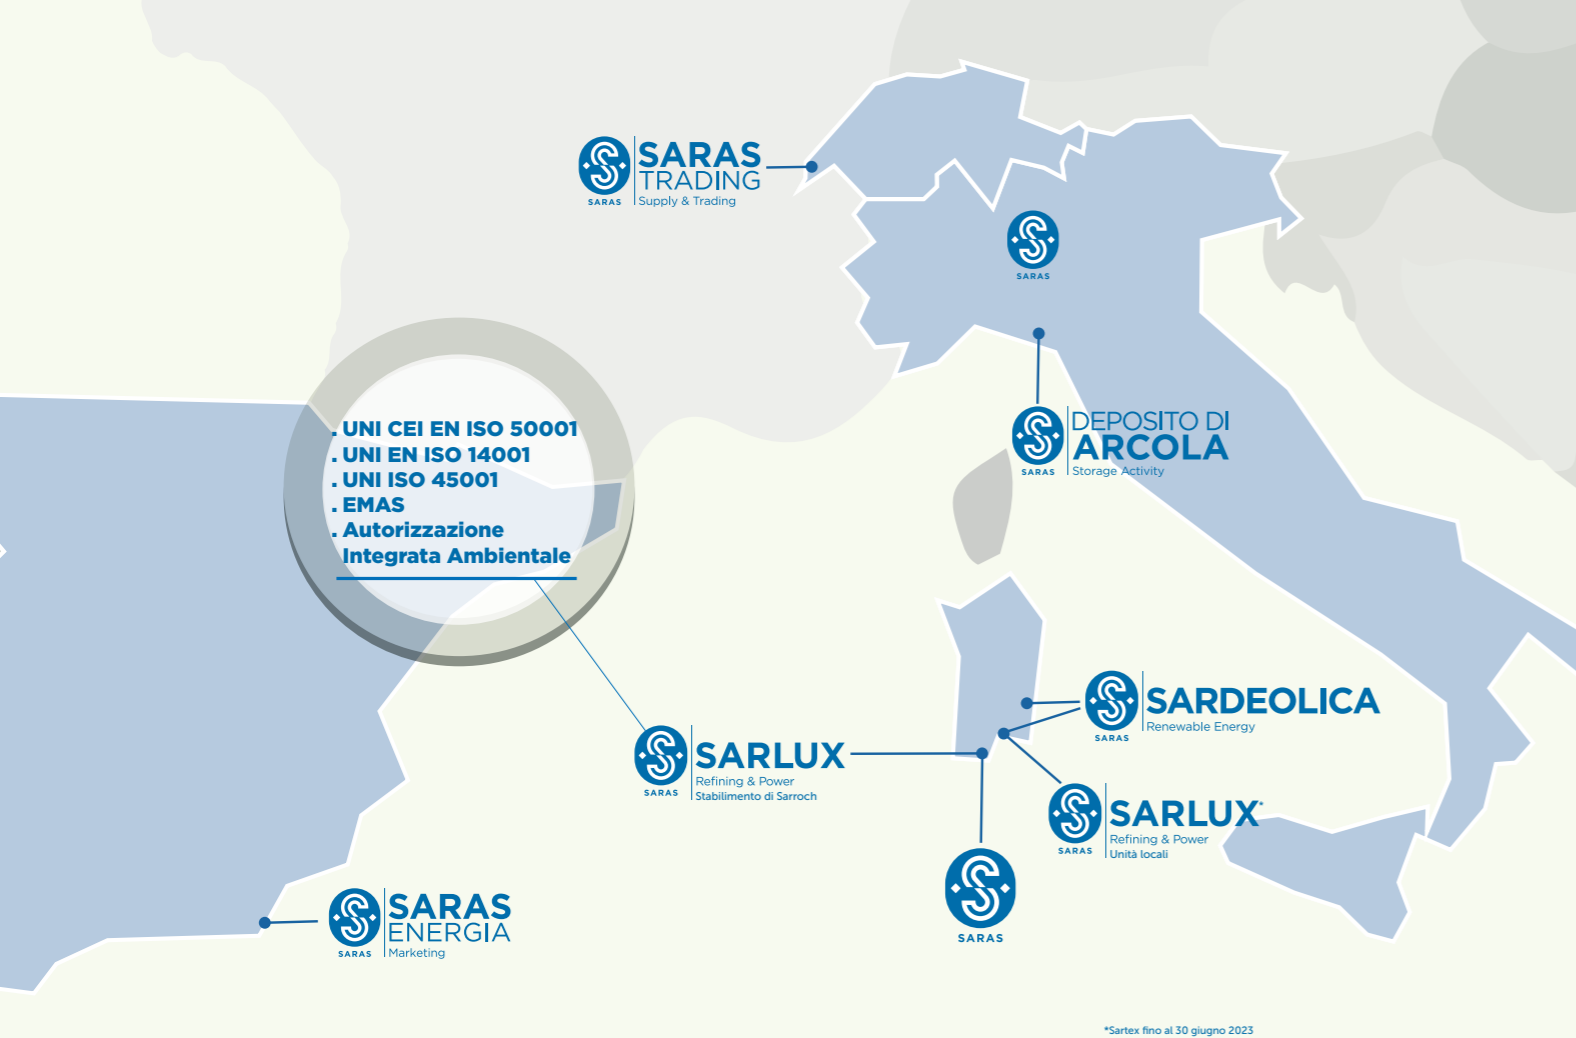 SARAS
TRADING
Supply & Trading
SARAS
SARAS
. UNI CEI EN ISO 50001
. UNI EN ISO 14001
. UNI ISO 45001
. EMAS
. Autorizzazione
Integrata Ambientale
DEPOSITO DI
ARCOLA
Storage Activity
SARAS
SARDEOLICA
Renewable Energy
SARAS
SARLUX
Refining & Power
Stabilimento di Sarroch
SARAS
SARLUX*
Refining & Power
Unità locali
SARAS
SARAS
SARAS
ENERGIA
Marketing
SARAS
*Sartex fino al 30 giugno 2023